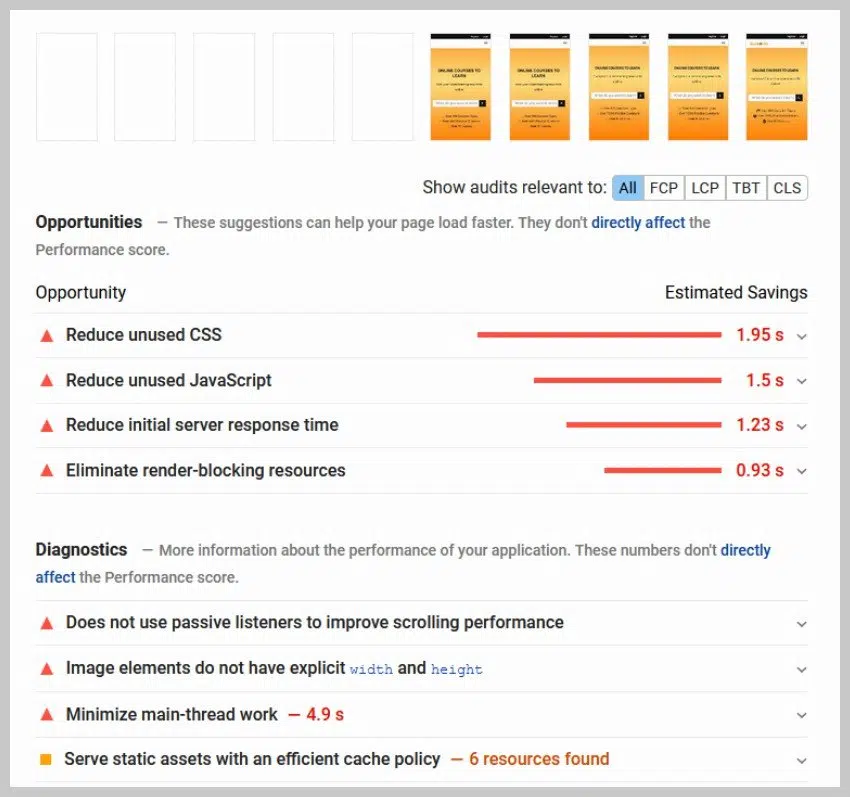 ONLINE COURSES TO
LEARN
ONLINE COURSES TO
LEARN
ONLINE COURSES TO LEARN
ONLINE COURSES TO LEARN
ONLINE COURSES TO LEARN
Show audits relevant to: All FCP LCP TBT CLS
Opportunities — These suggestions can help your page load faster. They don't directly affect the
Performance score.
Opportunity Estimated Savings
Reduce unused CSS 1.95 s
Reduce unused JavaScript 1.5 s
Reduce initial server response time 1.23 s
Eliminate render-blocking resources 0.93 s
Diagnostics — More information about the performance of your application. These numbers don't directly
affect the Performance score.
Does not use passive listeners to improve scrolling performance
Image elements do not have explicit width and height
Minimize main-thread work — 4.9 s
Serve static assets with an efficient cache policy — 6 resources found